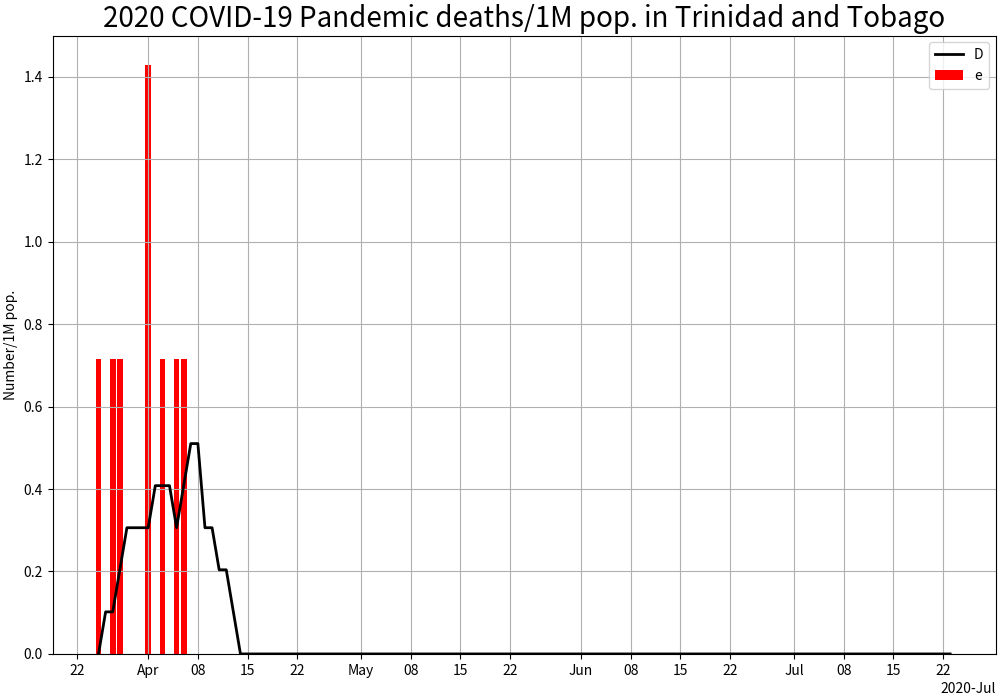 2020 COVID-19 Pandemic deaths/1M pop. in Trinidad and Tobago
D
e
Number/1M pop.
1.4
1.2
1.0
0.8
0.6
0.4
0.2
0.0
22 Apr 08 15 22 May 08 15 22 Jun 08 15 22 Jul 08 15 22
2020-Jul